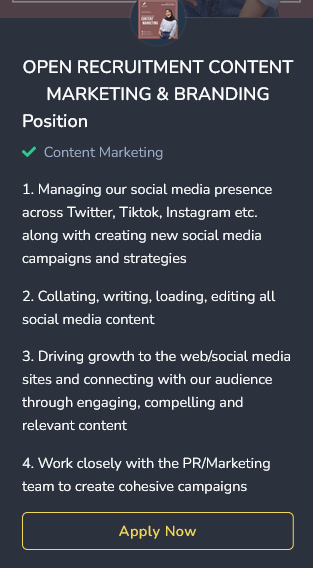 CONTENT
MARKETING
OPEN RECRUITMENT CONTENT
MARKETING & BRANDING
Position
Content Marketing
1. Managing our social media presence
across Twitter, Tiktok, Instagram etc.
along with creating new social media
campaigns and strategies
2. Collating, writing, loading, editing all
social media content
3. Driving growth to the web/social media
sites and connecting with our audience
through engaging, compelling and
relevant content
4. Work closely with the PR/Marketing
team to create cohesive campaigns
Apply Now